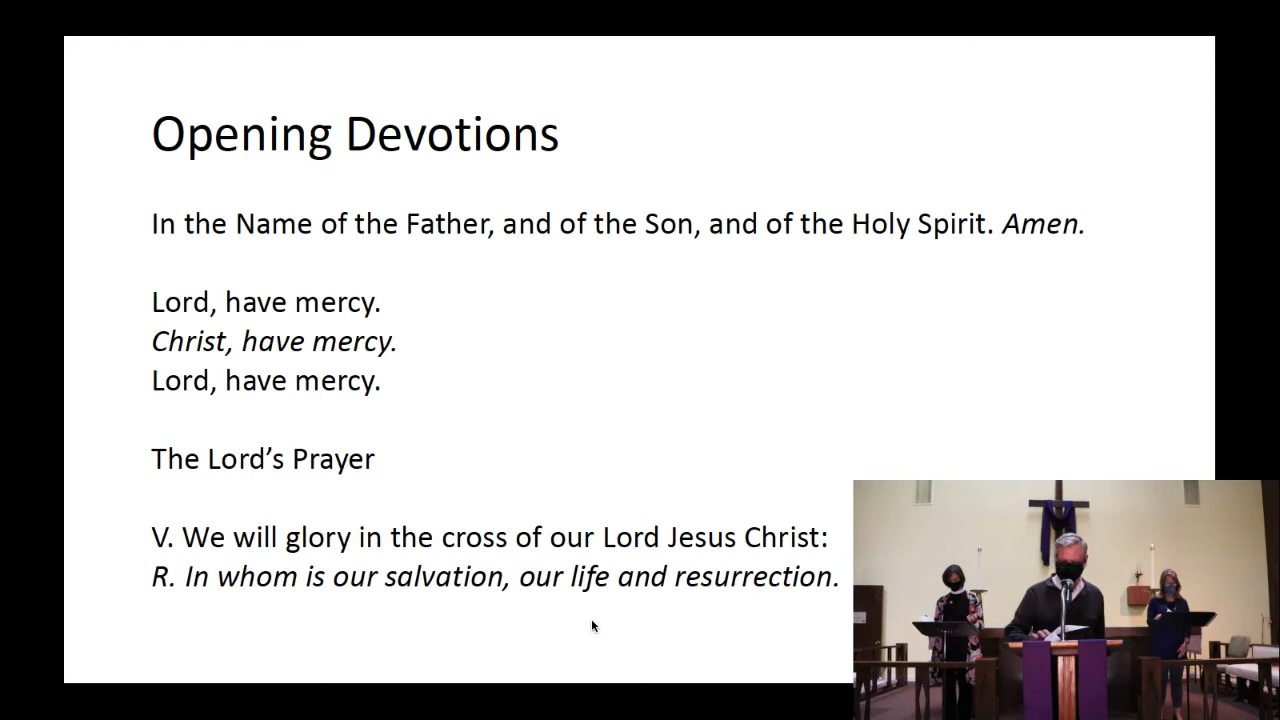 Opening Devotions
In the Name of the Father, and of the Son, and of the Holy Spirit. Amen.
Lord, have mercy.
Christ, have mercy.
Lord, have mercy.
The Lord’s Prayer
V. We will glory in the cross of our Lord Jesus Christ:
R. In whom is our salvation, our life and resurrection.